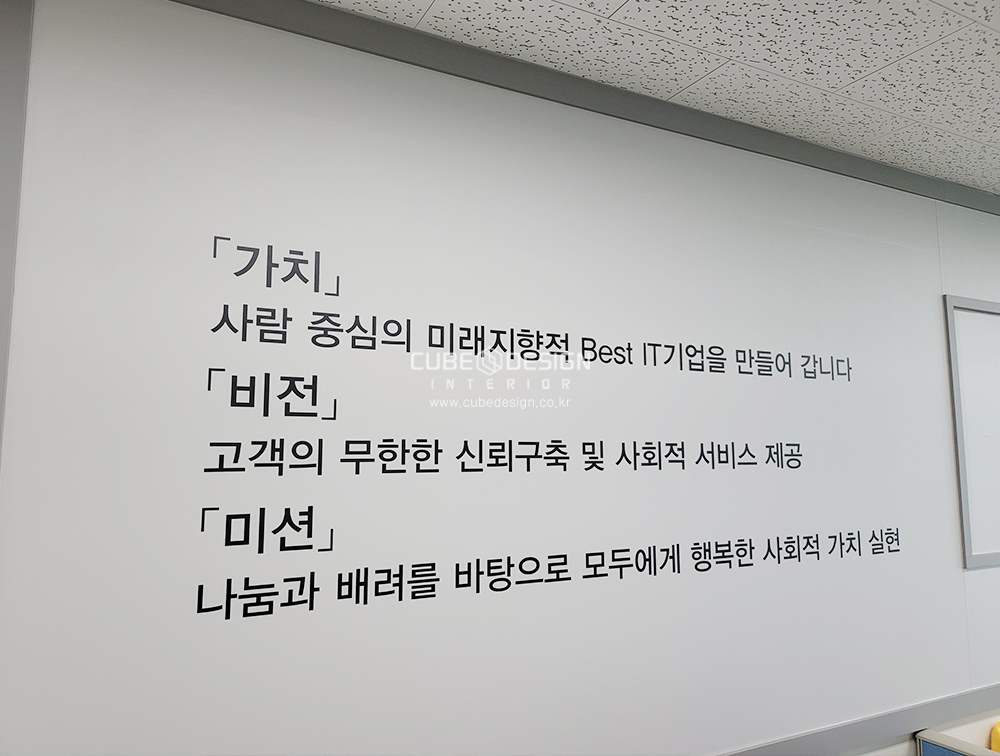 「가치」
사람 중심의 미래지향적 Best IT기업을 만들어 갑니다
CUBE DESIGN
INTERIOR
www.cubedesign.co.kr
「비전」
고객의 무한한 신뢰구축 및 사회적 서비스 제공
「미션」
나눔과 배려를 바탕으로 모두에게 행복한 사회적 가치 실현